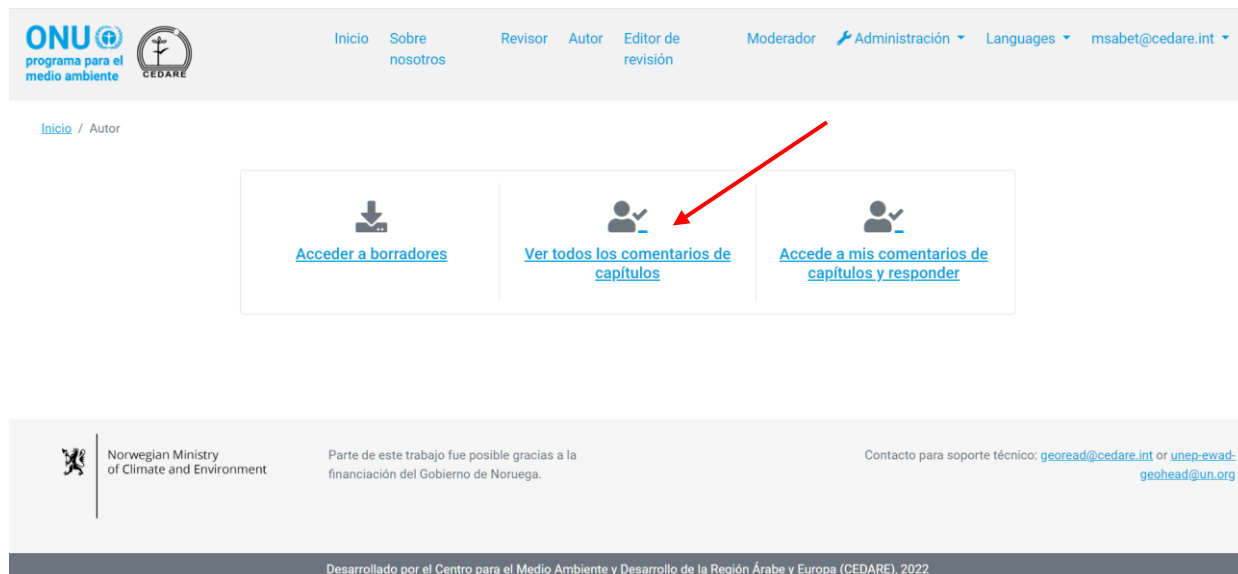 ONU
programa para el
medio ambiente
CEDARE
Inicio
Sobre
nosotros
Revisor
Autor
Editor de
revisión
Moderador
Administración
Languages
msabet@cedare.int
Inicio / Autor
Acceder a borradores
Ver todos los comentarios de
capítulos
Accede a mis comentarios de
capítulos y responder
Norwegian Ministry
of Climate and Environment
Parte de este trabajo fue posible gracias a la
financiación del Gobierno de Noruega.
Contacto para soporte técnico: georead@cedare.int or unep-ewad-
geohead@un.org
Desarrollado por el Centro para el Medio Ambiente y Desarrollo de la Región Árabe y Europa (CEDARE), 2022